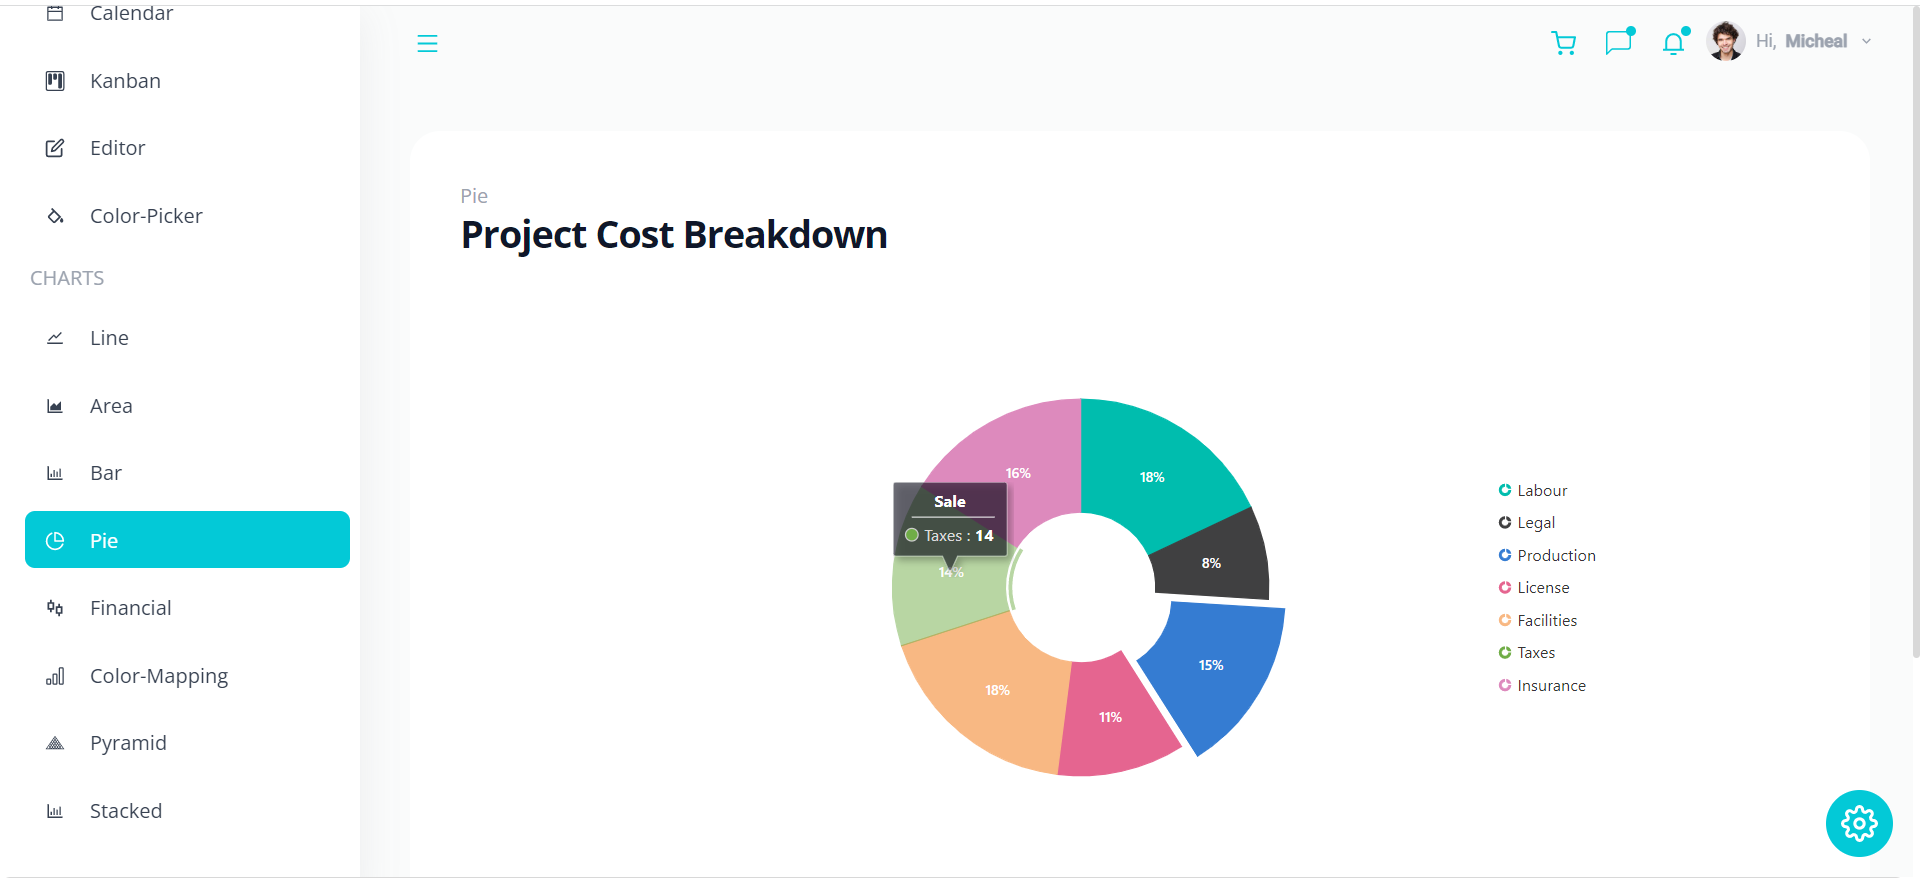 Calendar
Kanban
Editor
Color-Picker
CHARTS
Line
Area
Bar
Pie
Financial
Color-Mapping
Pyramid
Stacked
Hi, Micheal
Pie
Project Cost Breakdown
16%
18%
Sale
Taxes : 14
14%
8%
15%
18%
11%
Labour
Legal
Production
License
Facilities
Taxes
Insurance